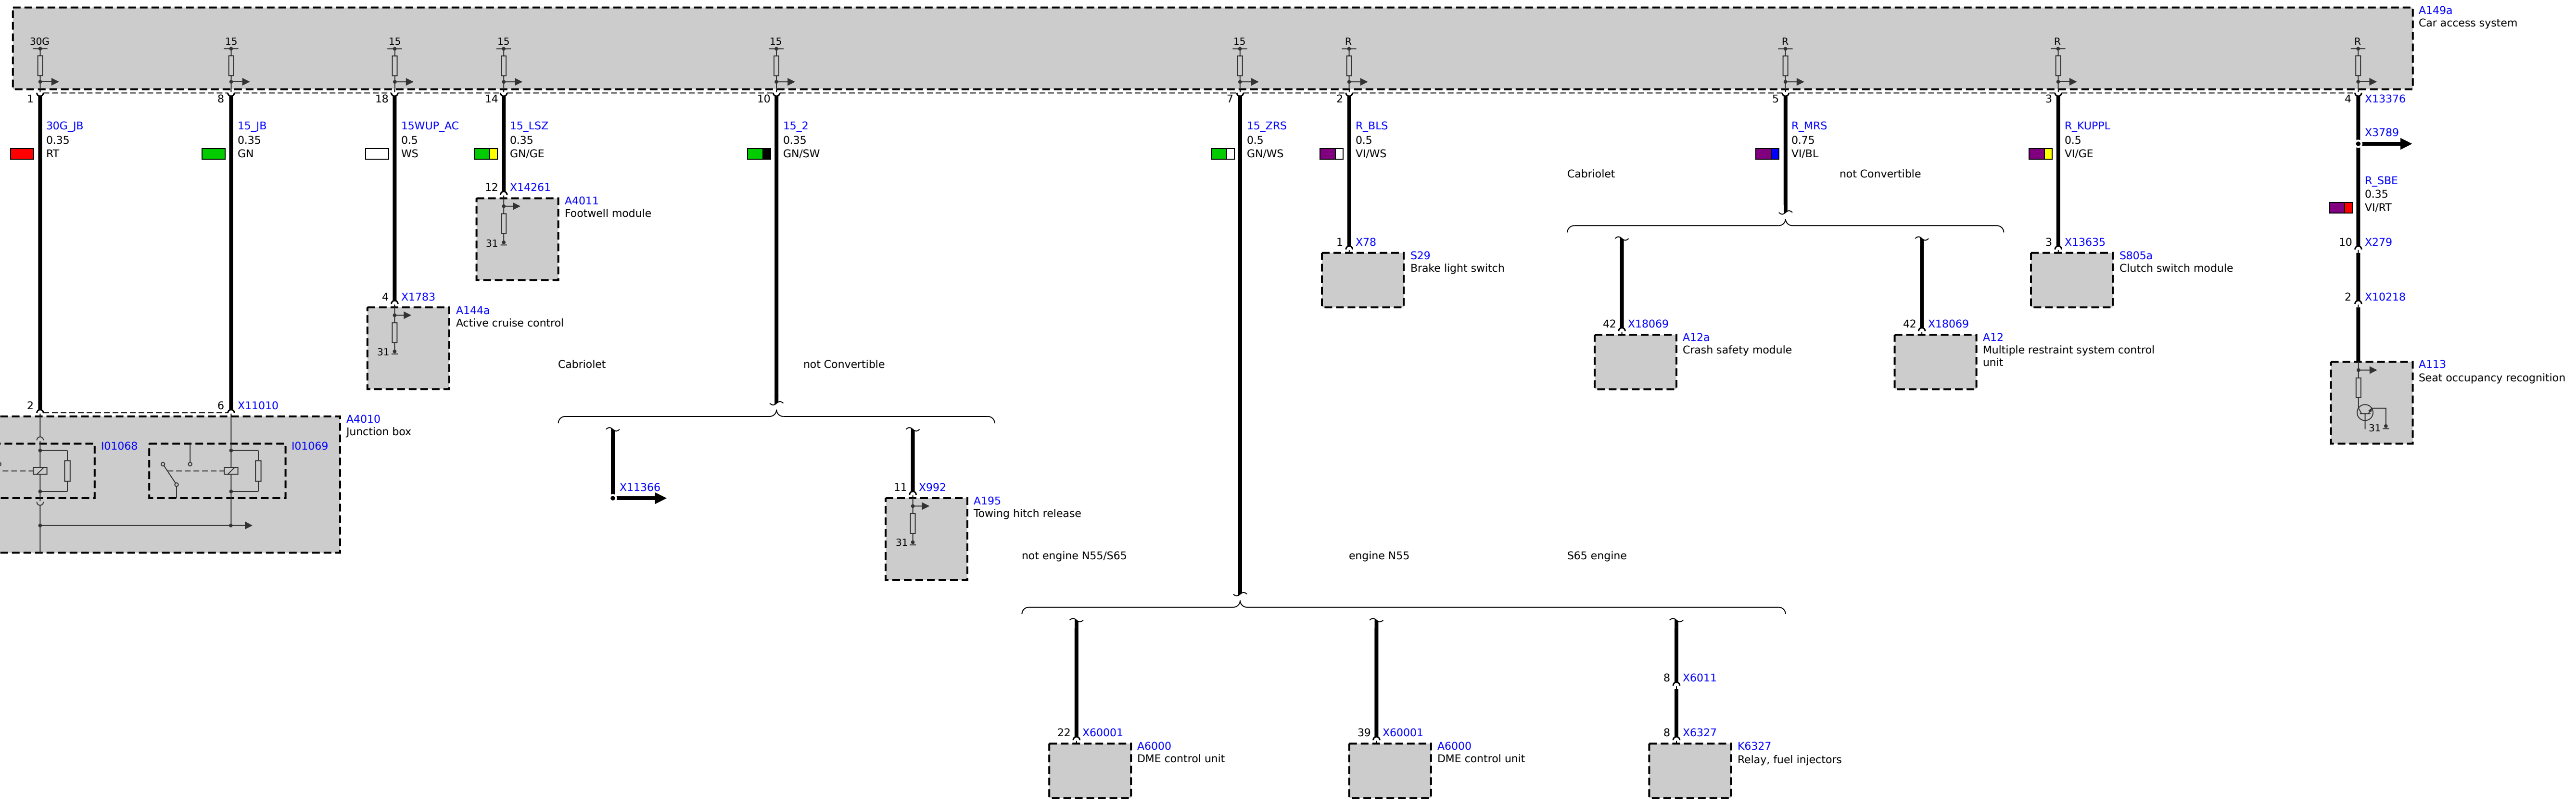 A149a
Car access system
30G 15 15 15 15 15 R R R R
1 8 18 14 10 7 2 5 3 4 X13376
30G_JB
0.35
RT
15_JB
0.35
GN
15WUP_AC
0.5
WS
15_LSZ
0.35
GN/GE
15_2
0.35
GN/SW
15_ZRS
0.5
GN/WS
R_BLS
0.5
VI/WS
R_MRS
0.75
VI/BL
R_KUPPL
0.5
VI/GE
X3789
R_SBE
0.35
VI/RT
Cabriolet
not Convertible
12 X14261
A4011
Footwell module
31
1 X78
S29
Brake light switch
3 X13635
S805a
Clutch switch module
10 X279
2 X10218
4 X1783
A144a
Active cruise control
31
42 X18069
A12a
Crash safety module
42 X18069
A12
Multiple restraint system control
unit
A113
Seat occupancy recognition
31
Cabriolet
not Convertible
2 6 X11010
A4010
Junction box
I01068
I01069
X11366
11 X992
A195
Towing hitch release
31
not engine N55/S65
engine N55
S65 engine
8 X6011
22 X60001
A6000
DME control unit
39 X60001
A6000
DME control unit
8 X6327
K6327
Relay, fuel injectors